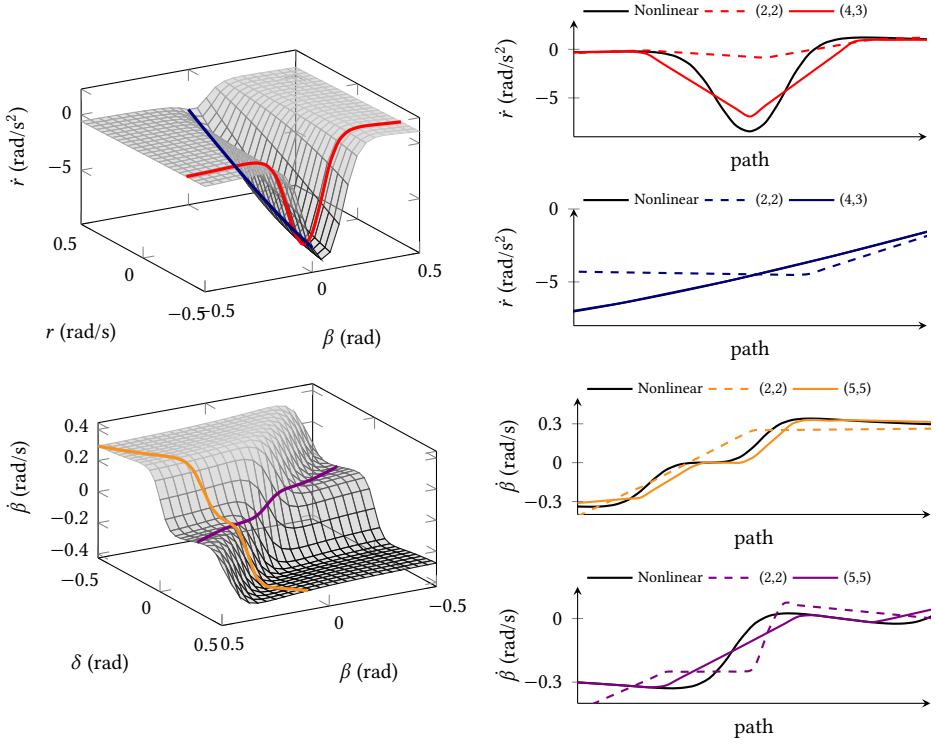 0
−5
ṙ (rad/s²)
0.5
0
−0.5
−0.5
0
0.5
r (rad/s)
β (rad)
Nonlinear (2,2) (4,3)
0
−5
ṙ (rad/s²)
path
Nonlinear (2,2) (4,3)
0
−5
ṙ (rad/s²)
path
0.4
0.2
0
−0.2
−0.4
β̇ (rad/s)
−0.5
0
0.5
0.5
0
−0.5
δ (rad)
β (rad)
Nonlinear (2,2) (5,5)
0.3
0
−0.3
β̇ (rad/s)
path
Nonlinear (2,2) (5,5)
0
−0.3
β̇ (rad/s)
path